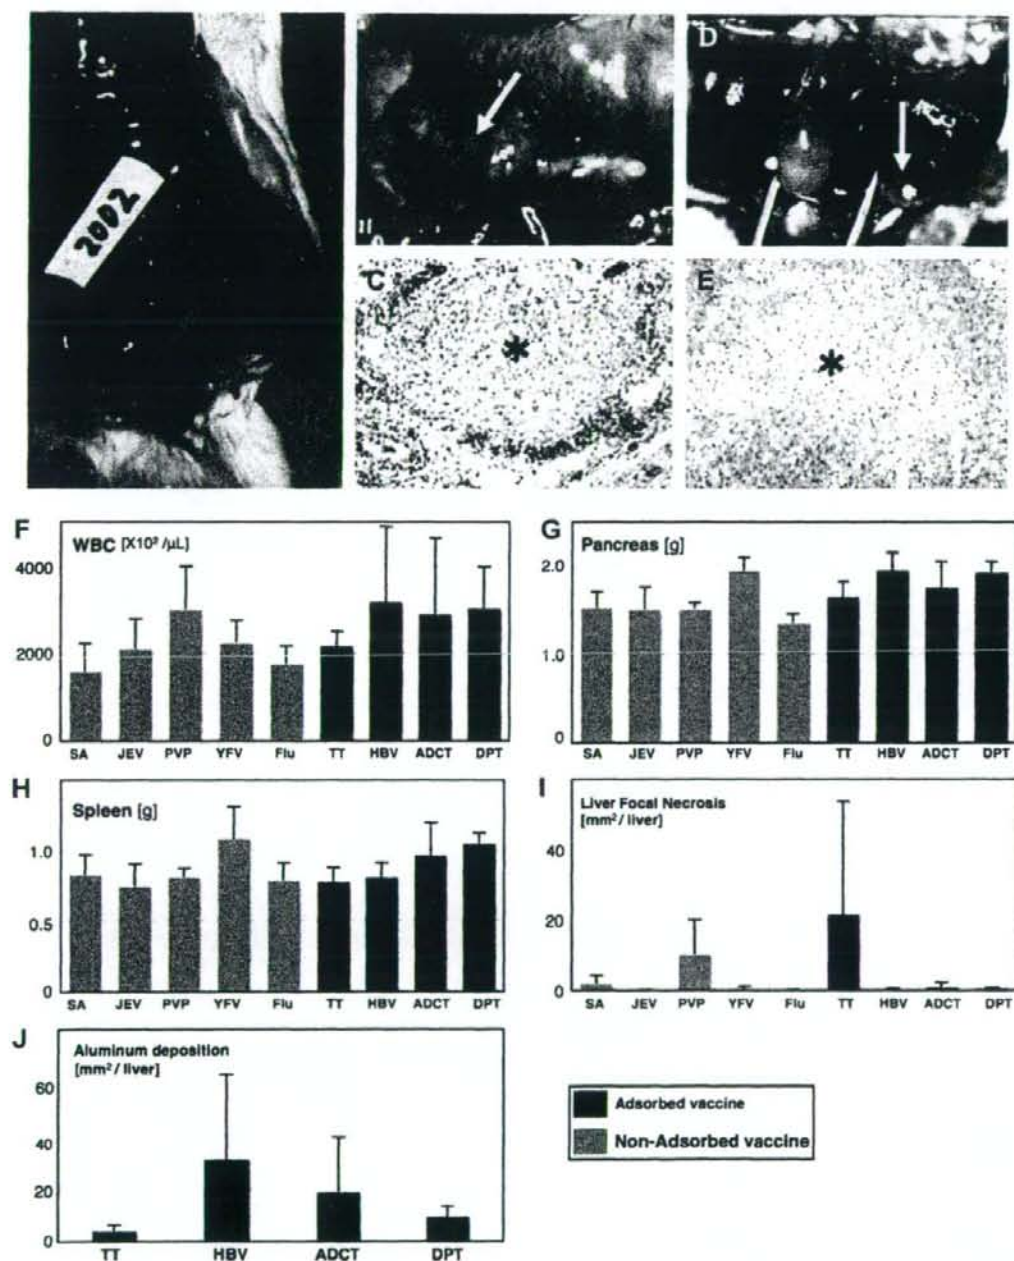 2002
D
C
E
F
WBC [X10² /µL]
4000
2000
0
SA JEV PVP YFV Flu TT HBV ADCT DPT
G
Pancreas [g]
2.0
1.0
0
SA JEV PVP YFV Flu TT HBV ADCT DPT
H
Spleen [g]
1.0
0.5
0
SA JEV PVP YFV Flu TT HBV ADCT DPT
I
Liver Focal Necrosis
[mm² / liver]
40
20
0
SA JEV PVP YFV Flu TT HBV ADCT DPT
J
Aluminum deposition
[mm² / liver]
60
40
20
0
TT HBV ADCT DPT
Adsorbed vaccine
Non-Adsorbed vaccine